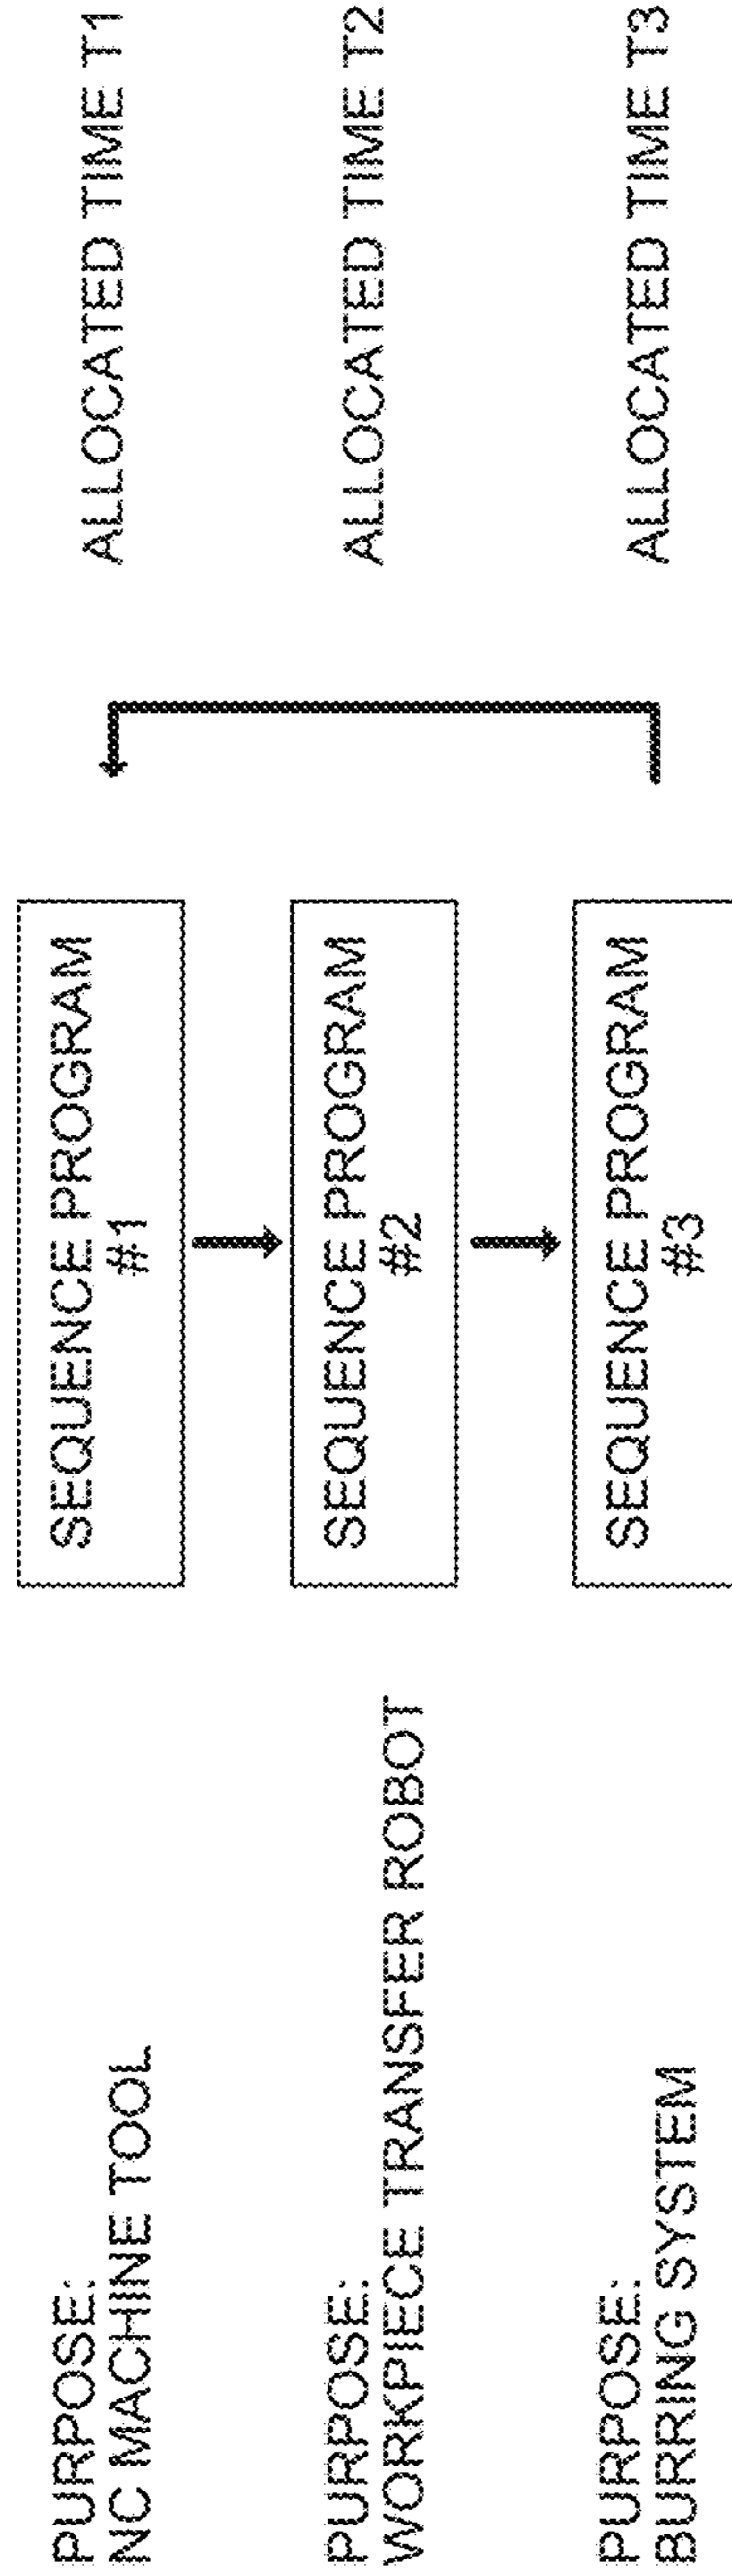 PURPOSE:
NC MACHINE TOOL
SEQUENCE PROGRAM
#1
ALLOCATED TIME T1
PURPOSE:
WORKPIECE TRANSFER ROBOT
SEQUENCE PROGRAM
#2
ALLOCATED TIME T2
PURPOSE:
BURRING SYSTEM
SEQUENCE PROGRAM
#3
ALLOCATED TIME T3